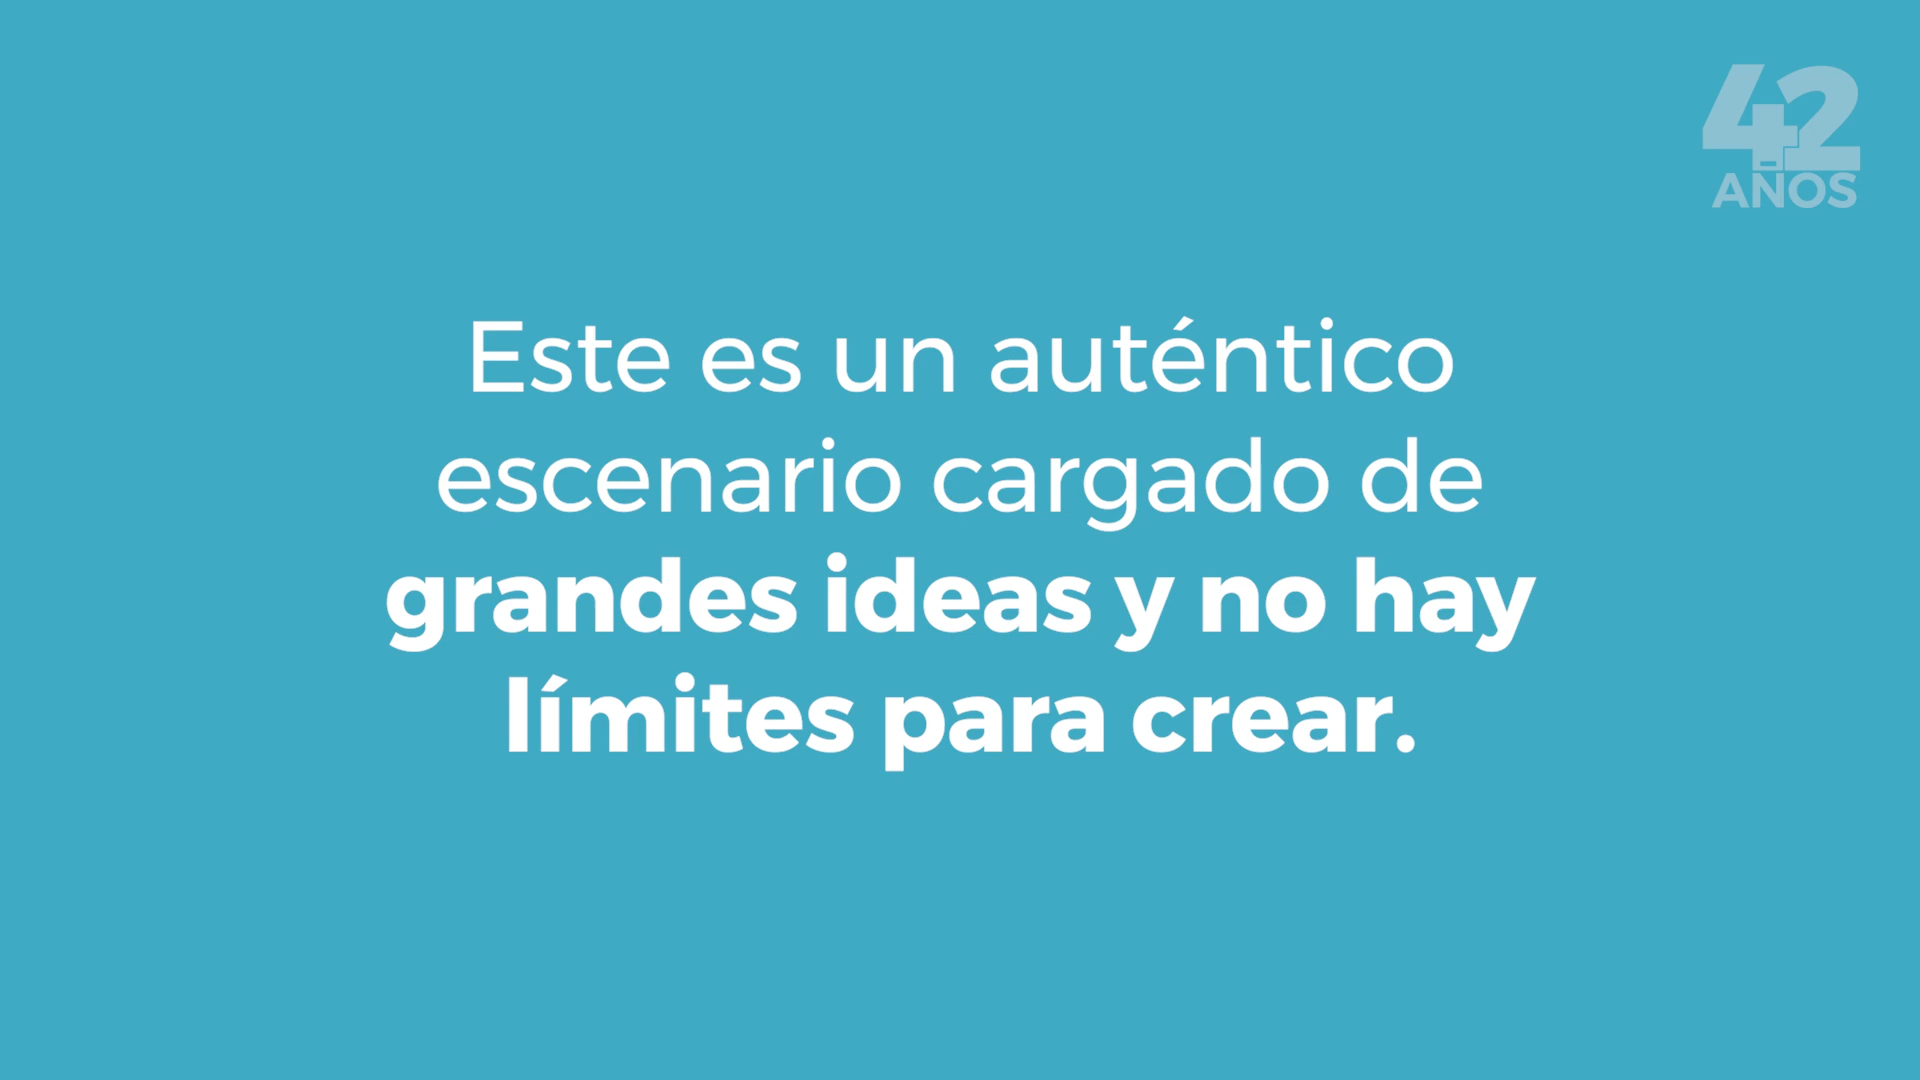 42
AÑOS
Este es un auténtico
escenario cargado de
grandes ideas y no hay
límites para crear.